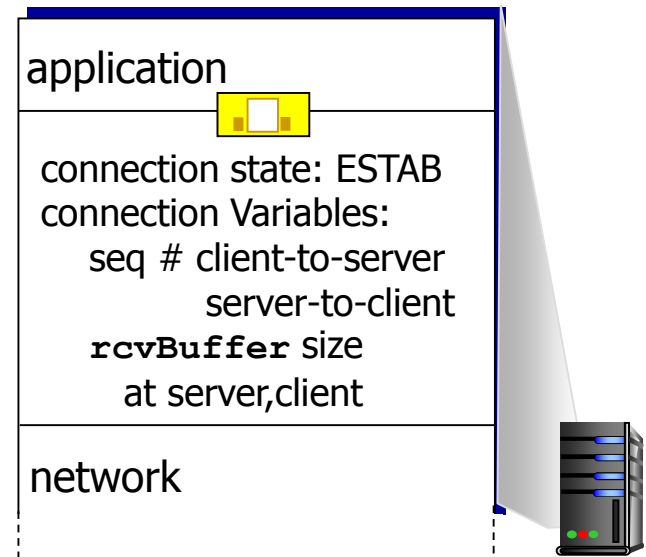 application
connection state: ESTAB
connection Variables:
seq # client-to-server
server-to-client
rcvBuffer size
at server,client
network